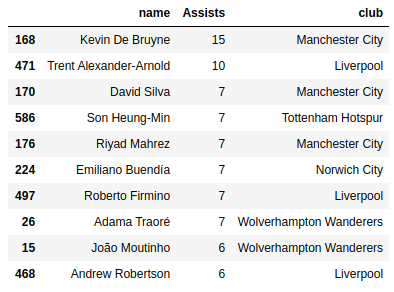 name Assists club
168 Kevin De Bruyne 15 Manchester City
471 Trent Alexander-Arnold 10 Liverpool
170 David Silva 7 Manchester City
586 Son Heung-Min 7 Tottenham Hotspur
176 Riyad Mahrez 7 Manchester City
224 Emiliano Buendía 7 Norwich City
497 Roberto Firmino 7 Liverpool
26 Adama Traoré 7 Wolverhampton Wanderers
15 João Moutinho 6 Wolverhampton Wanderers
468 Andrew Robertson 6 Liverpool